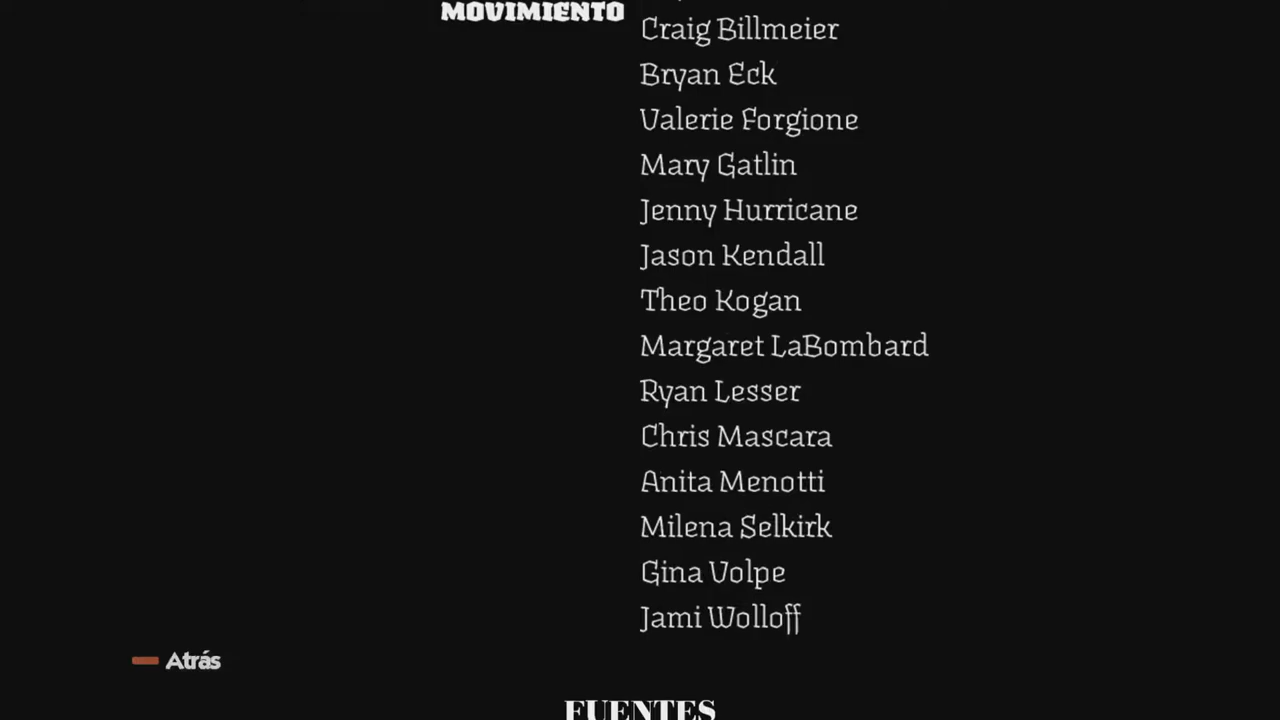 MOVIMIENTO
Craig Billmeier
Bryan Eck
Valerie Forgione
Mary Gatlin
Jenny Hurricane
Jason Kendall
Theo Kogan
Margaret LaBombard
Ryan Lesser
Chris Mascara
Anita Menotti
Milena Selkirk
Gina Volpe
Jami Wolloff
Atrás
FUENTES